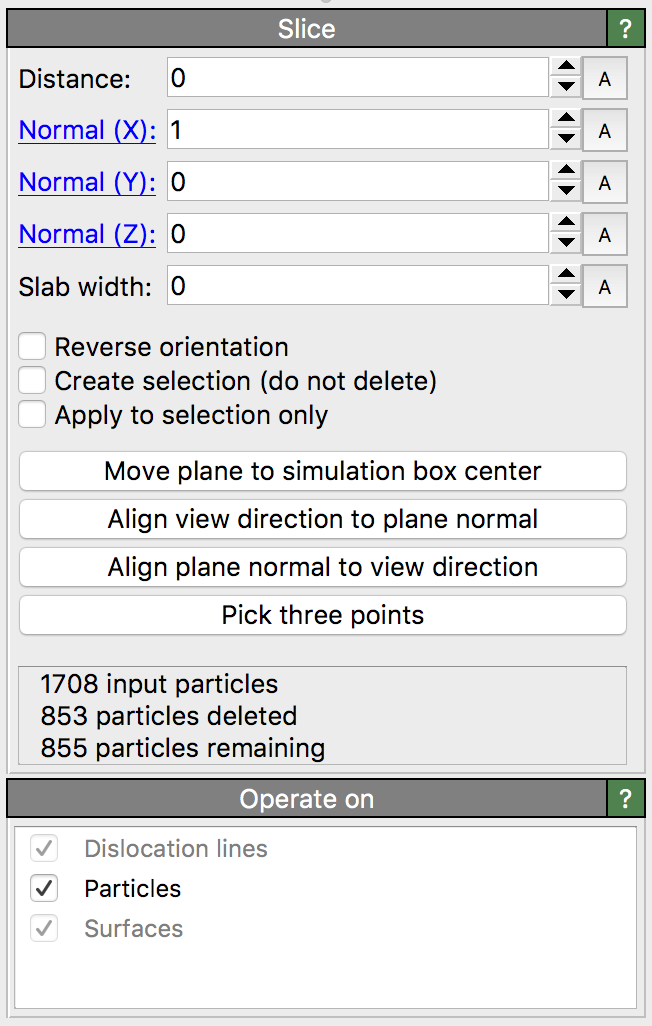 Slice ?
Distance: 0 A
Normal (X): 1 A
Normal (Y): 0 A
Normal (Z): 0 A
Slab width: 0 A
Reverse orientation
Create selection (do not delete)
Apply to selection only
Move plane to simulation box center
Align view direction to plane normal
Align plane normal to view direction
Pick three points
1708 input particles
853 particles deleted
855 particles remaining
Operate on ?
Dislocation lines
Particles
Surfaces